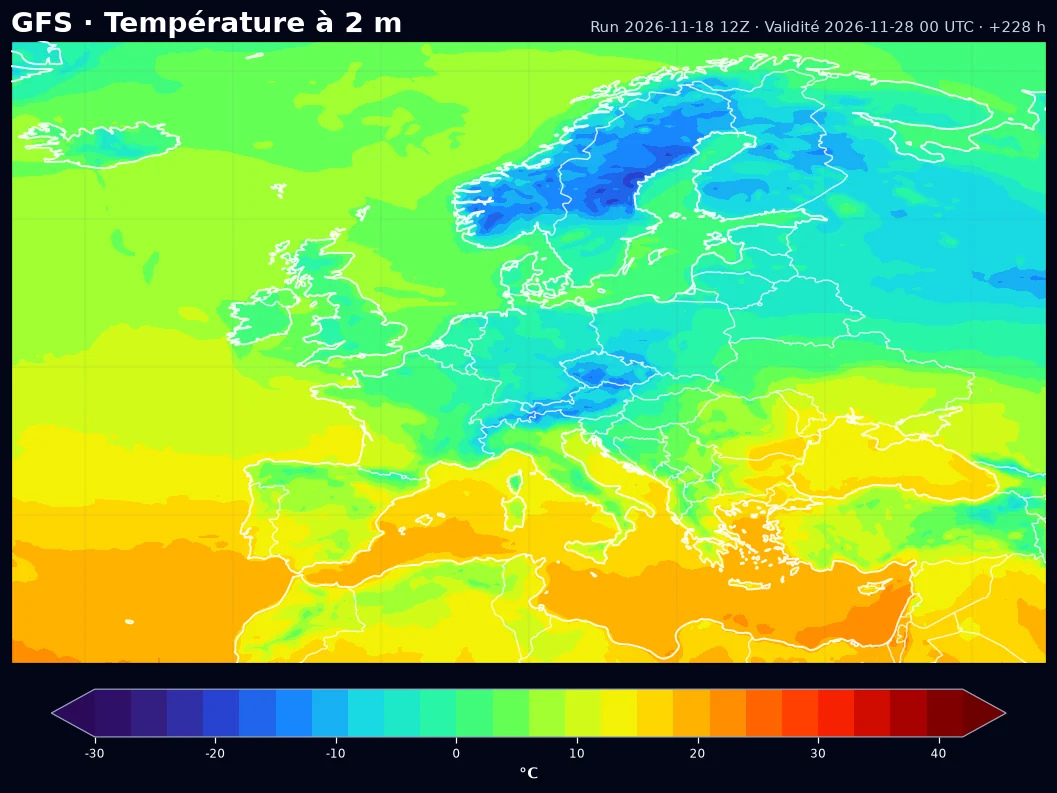 GFS · Température à 2 m
Run 2026-11-18 12Z · Validité 2026-11-28 00 UTC · +228 h
-30 -20 -10 0 10 20 30 40
°C